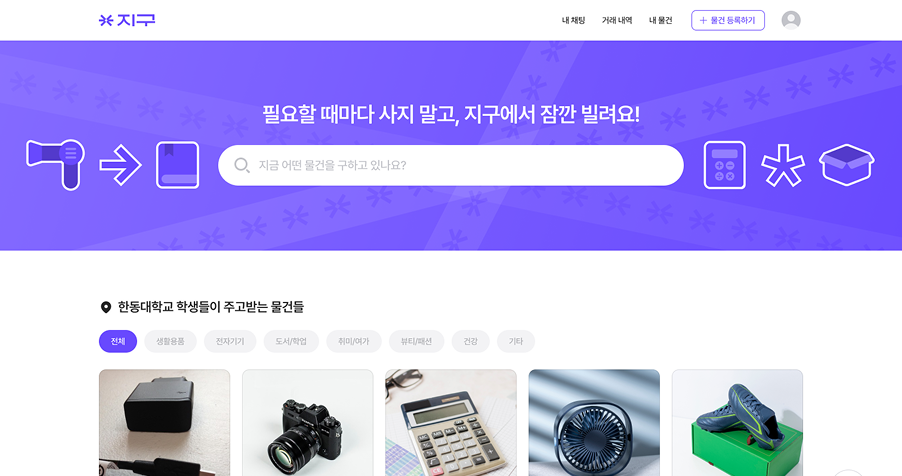 지구
내 채팅
거래 내역
내 물건
+ 물건 등록하기
필요할 때마다 사지 말고, 지구에서 잠깐 빌려요!
지금 어떤 물건을 구하고 있나요?
한동대학교 학생들이 주고받는 물건들
전체
생활용품
전자기기
도서/학업
취미/여가
뷰티/패션
건강
기타